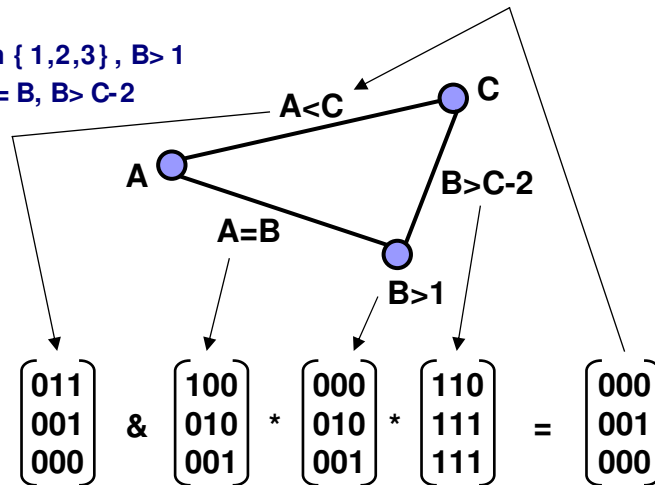 n {1,2,3}, B>1
= B, B> C-2
A<C
C
A
B>C-2
A=B
B>1
011 100 000 110 000
001 & 010 * 010 * 111 = 001
000 001 001 111 000